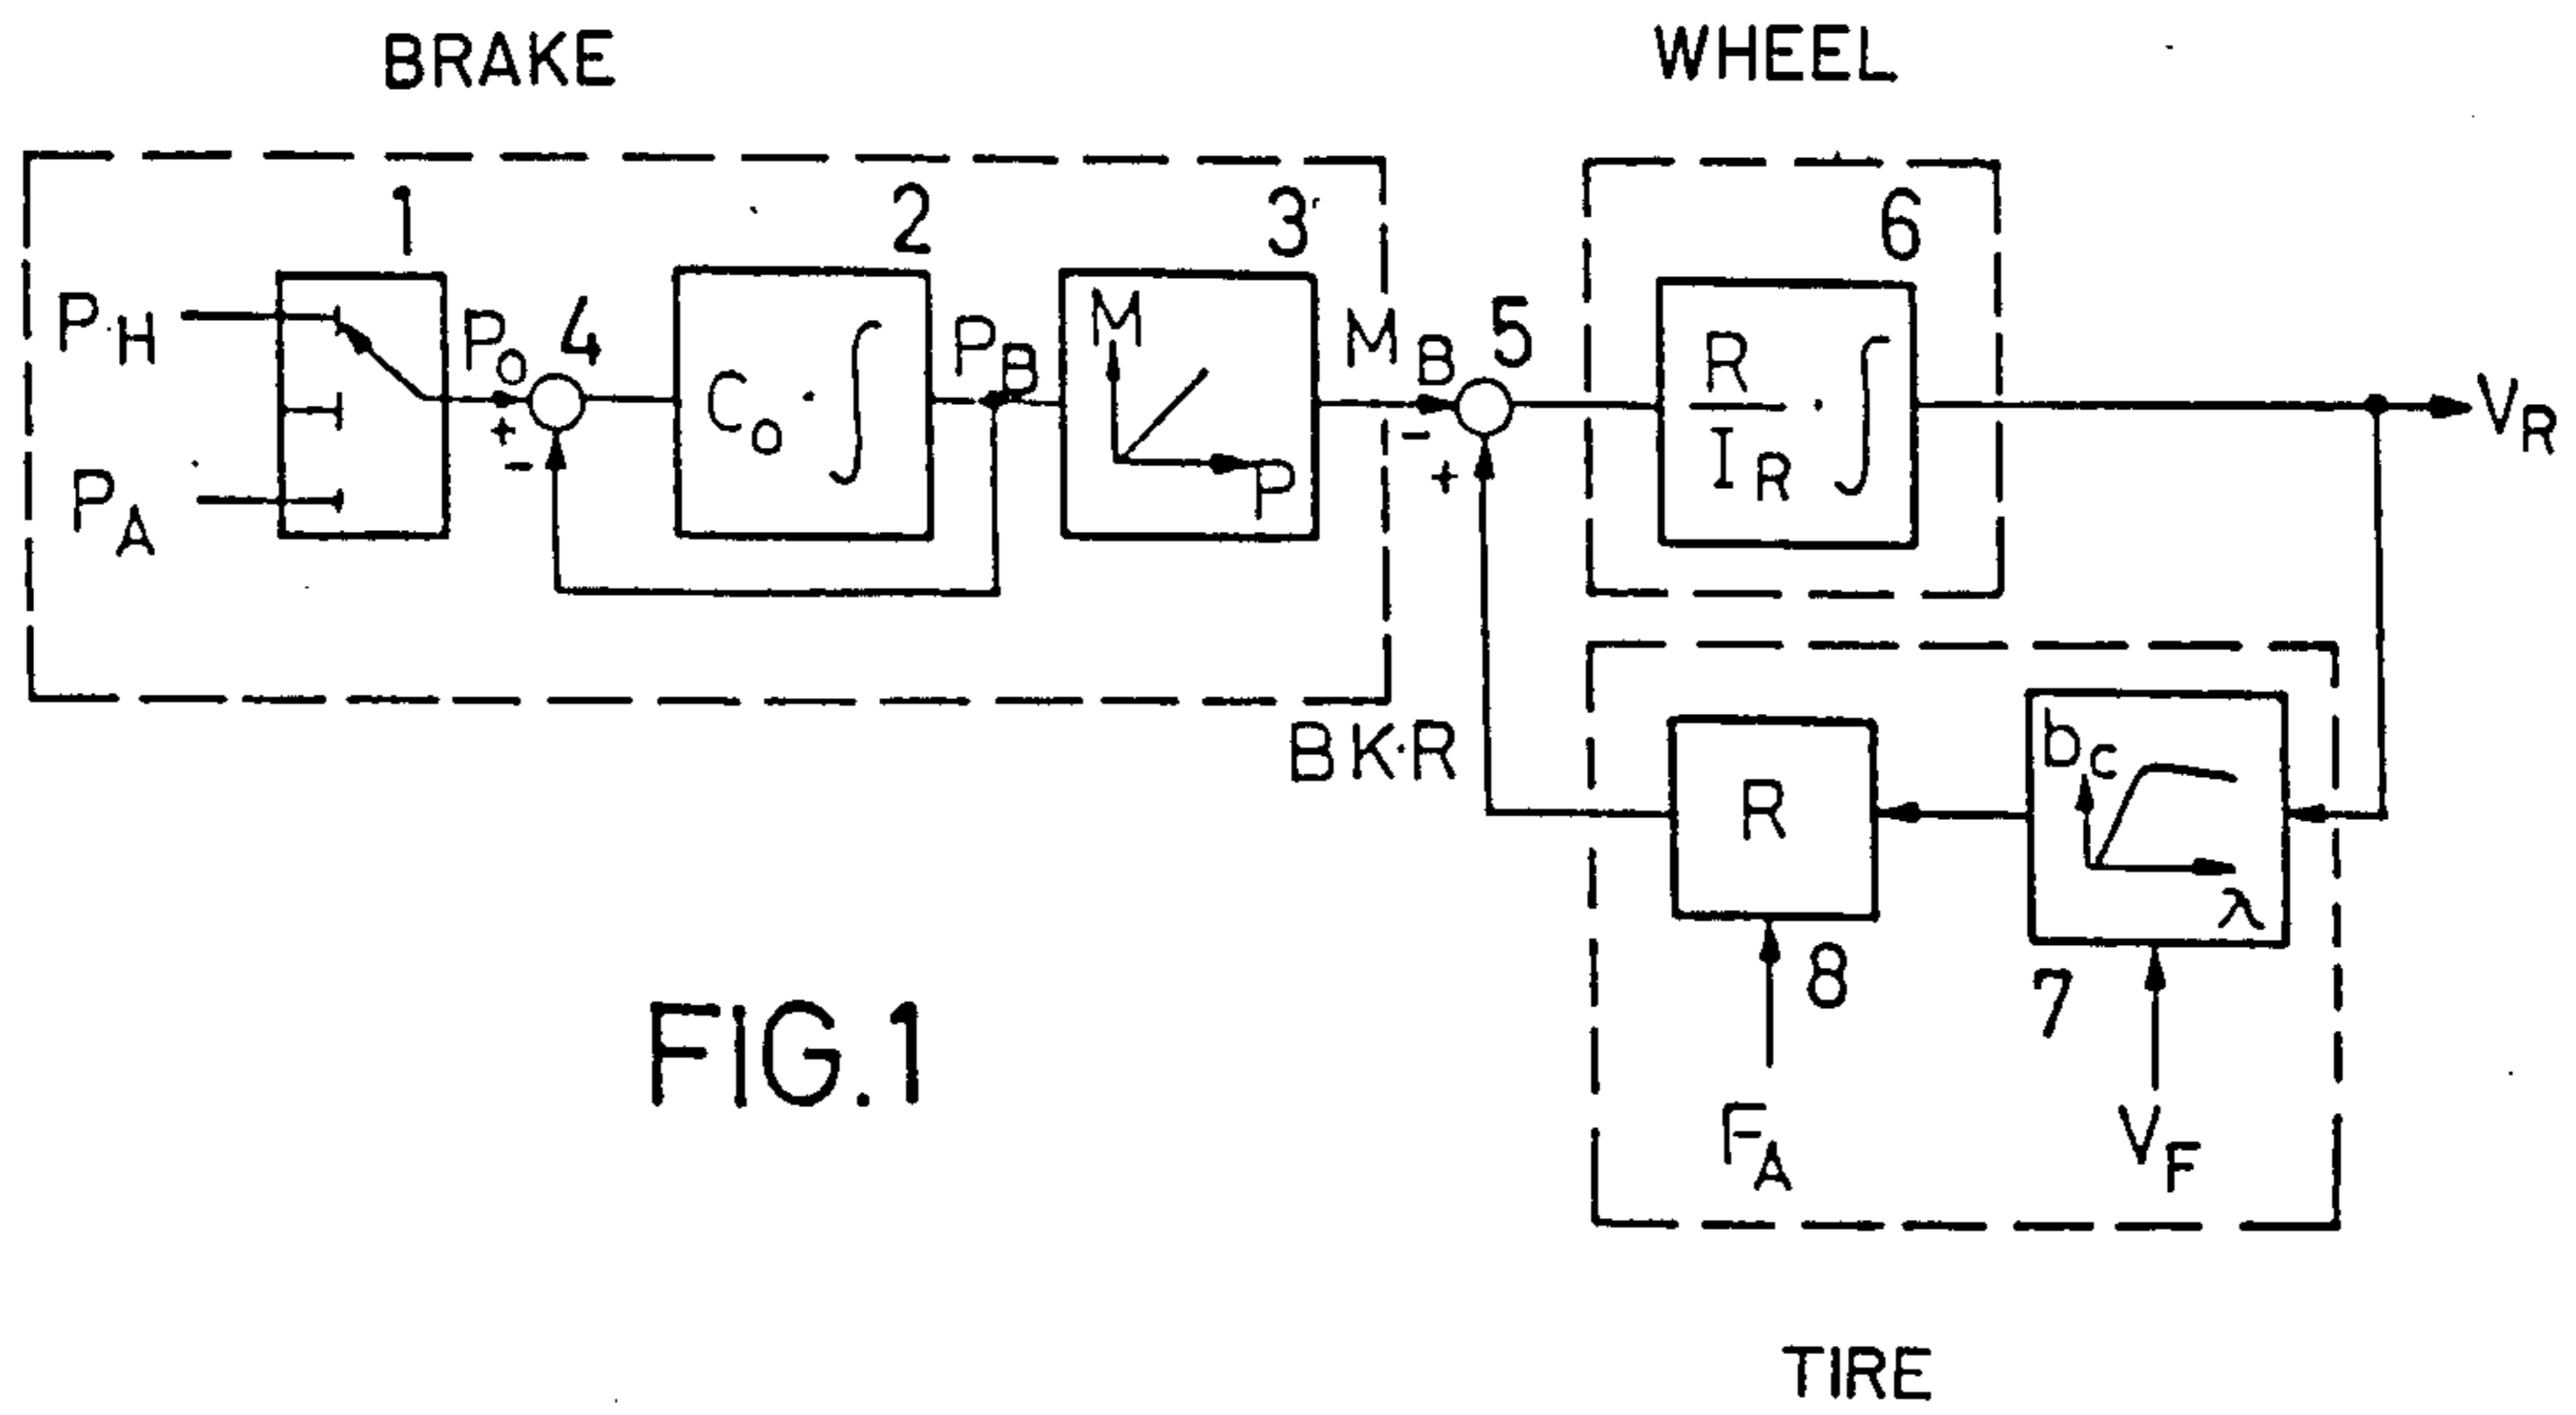 BRAKE
WHEEL
1
2
3
6
P_H
P_O
4
P_B
M
P
M_B
5
C_O · ∫
R
I_R · ∫
V_R
P_A
+
-
-
+
BK·R
R
b_C
λ
8
7
F_A
V_F
FIG.1
TIRE